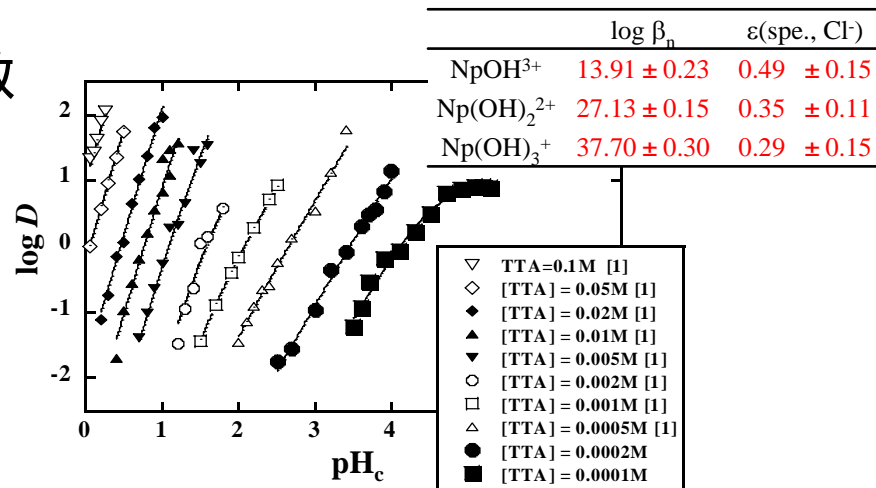 数
log βn ε(spe., Cl-)
NpOH3+ 13.91 ± 0.23 0.49 ± 0.15
Np(OH)22+ 27.13 ± 0.15 0.35 ± 0.11
Np(OH)3+ 37.70 ± 0.30 0.29 ± 0.15
2
1
0
-1
-2
log D
0 1 2 3 4
pHc
TTA=0.1M [1]
[TTA] = 0.05M [1]
[TTA] = 0.02M [1]
[TTA] = 0.01M [1]
[TTA] = 0.005M [1]
[TTA] = 0.002M [1]
[TTA] = 0.001M [1]
[TTA] = 0.0005M [1]
[TTA] = 0.0002M
[TTA] = 0.0001M